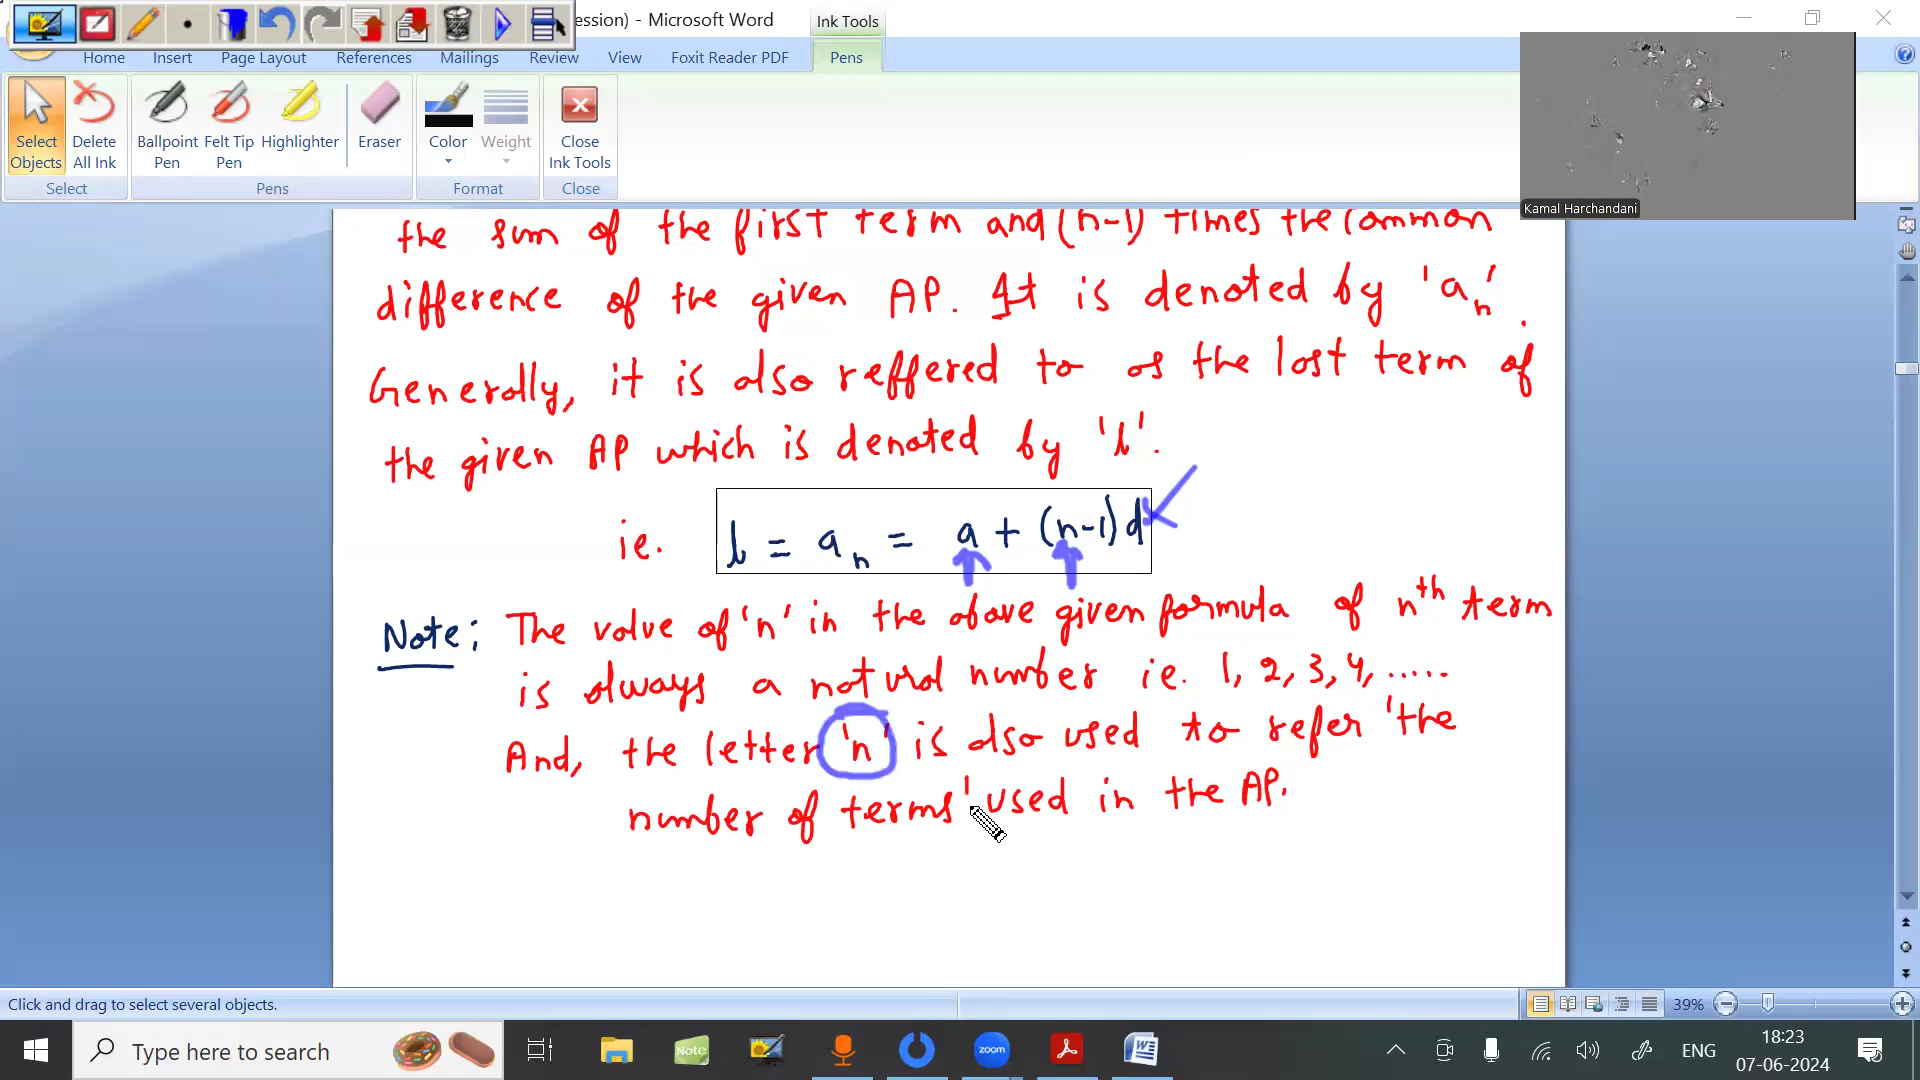 ession) - Microsoft Word
Ink Tools
Home Insert Page Layout References Mailings Review View Foxit Reader PDF Pens
Select Objects
Delete All Ink
Ballpoint Pen
Felt Tip Pen
Highlighter
Eraser
Color
Weight
Close Ink Tools
Select Pens Format Close
Kamal Harchandani
the sum of the first term and (n-1) times the common
difference of the given AP. It is denoted by 'an'.
Generally, it is also reffered to as the last term of
the given AP which is denoted by 'l'.
ie. l = an = a + (n-1)d
Note: The value of 'n' in the above given formula of nth term
is always a natural number ie. 1, 2, 3, 4, .....
And, the letter 'n' is also used to refer 'the
number of terms' used in the AP.
Click and drag to select several objects.
39%
Type here to search
Note
zoom
ENG
18:23
07-06-2024